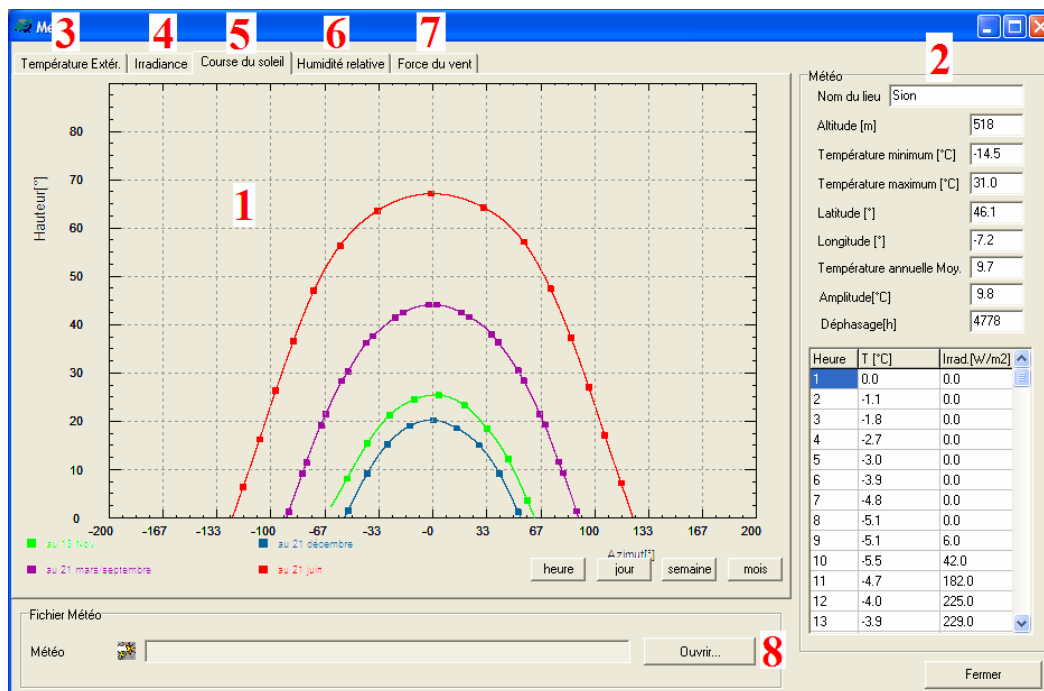 Mé
3 4 5 6 7
Température Extér. Irradiance Course du soleil Humidité relative Force du vent
1
Hauteur[°]
80
70
60
50
40
30
20
10
0
-200 -167 -133 -100 -67 -33 -0 33 67 100 133 167 200
Azimut[°]
au 13 Nov au 21 décembre
au 21 mars/septembre au 21 juin
heure jour semaine mois
Fichier Météo
Météo Ouvrir... 8
2
Météo
Nom du lieu Sion
Altitude [m] 518
Température minimum [°C] -14.5
Température maximum [°C] 31.0
Latitude [°] 46.1
Longitude [°] -7.2
Température annuelle Moy. 9.7
Amplitude[°C] 9.8
Déphasage[h] 4778
Heure T [°C] Irrad.[W/m2]
1 0.0 0.0
2 -1.1 0.0
3 -1.8 0.0
4 -2.7 0.0
5 -3.0 0.0
6 -3.9 0.0
7 -4.8 0.0
8 -5.1 0.0
9 -5.1 6.0
10 -5.5 42.0
11 -4.7 182.0
12 -4.0 225.0
13 -3.9 229.0
Fermer